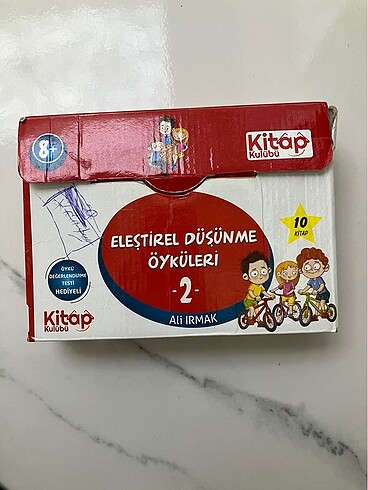 8+
Kitap
Kulübü
ELEŞTİREL DÜŞÜNME
ÖYKÜLERİ
-2-
ALİ IRMAK
10
KİTAP
ÖYKÜ
DEĞERLENDİRME
TESTİ
HEDİYELİ
Kitap
Kulübü